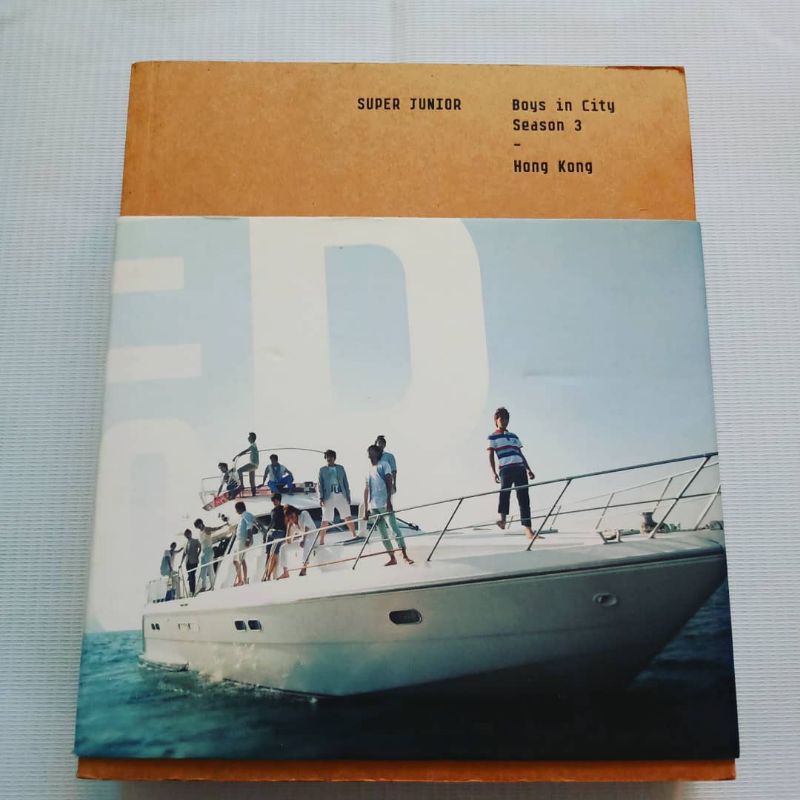 SUPER JUNIOR
Boys in City
Season 3
-
Hong Kong
D